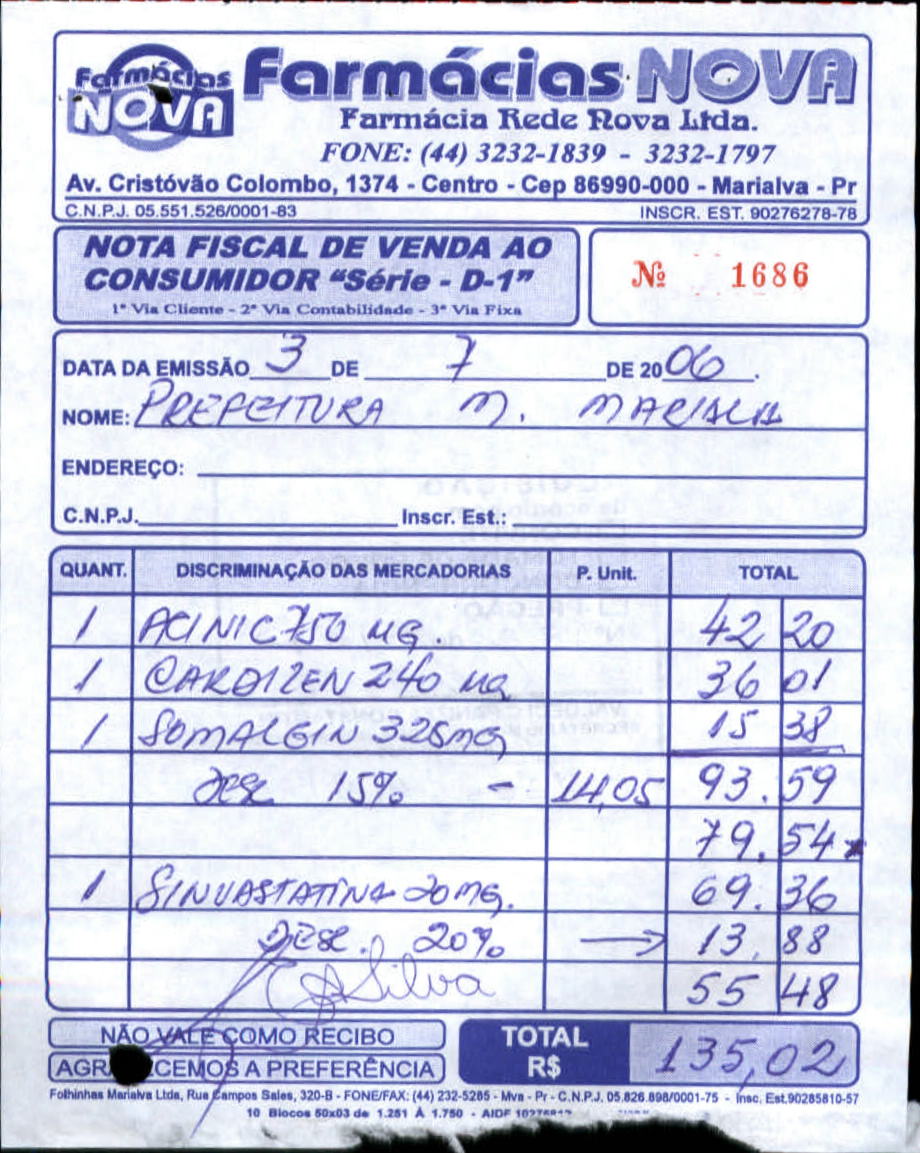 Farmácias NOVA Farmácias NOVA
Farmácia Rede Nova Ltda.
FONE: (44) 3232-1839 - 3232-1797
Av. Cristóvão Colombo, 1374 - Centro - Cep 86990-000 - Marialva - Pr
C.N.P.J. 05.551.526/0001-83 INSCR. EST. 90276278-78
NOTA FISCAL DE VENDA AO
CONSUMIDOR "Série - D-1"
1ª Via Cliente - 2ª Via Contabilidade - 3ª Via Fixa
Nº 1686
DATA DA EMISSÃO 3 DE 7 DE 2006.
NOME: PREFEITURA M. MARIALVA
ENDEREÇO:
C.N.P.J. Inscr. Est.:
QUANT. DISCRIMINAÇÃO DAS MERCADORIAS P. Unit. TOTAL
1 ACINIC 750 MG 42 20
1 CARDIZEN 240 MG 36 01
1 SOMALGIN 325mg 15 38
DESC 15% - 14,05 93.59
79.54
1 SINVASTATINA 20 MG. 69.36
DESC. 20% → 13,88
Silva 55 48
NÃO VALE COMO RECIBO
AGR CEMOS A PREFERÊNCIA
TOTAL
R$ 135,02
Folhinhas Marialva Ltda, Rua Campos Sales, 320-B - FONE/FAX: (44) 232-5285 - Mva - Pr - C.N.P.J. 05.826.898/0001-75 - Insc. Est.90285810-57
10 Blocos 50x03 de 1.251 À 1.750 - AIDF